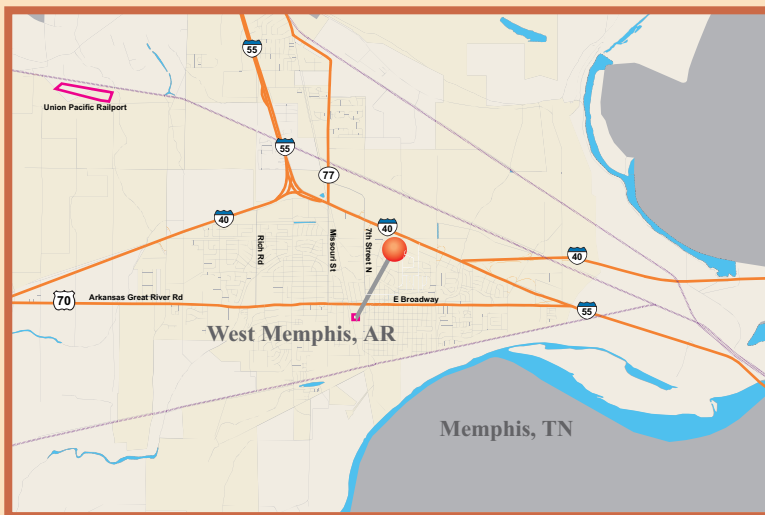 55
Union Pacific Railport
55
77
40
40
Rich Rd
Missouri St
7th Street N
40
70
Arkansas Great River Rd
E Broadway
55
West Memphis, AR
Memphis, TN